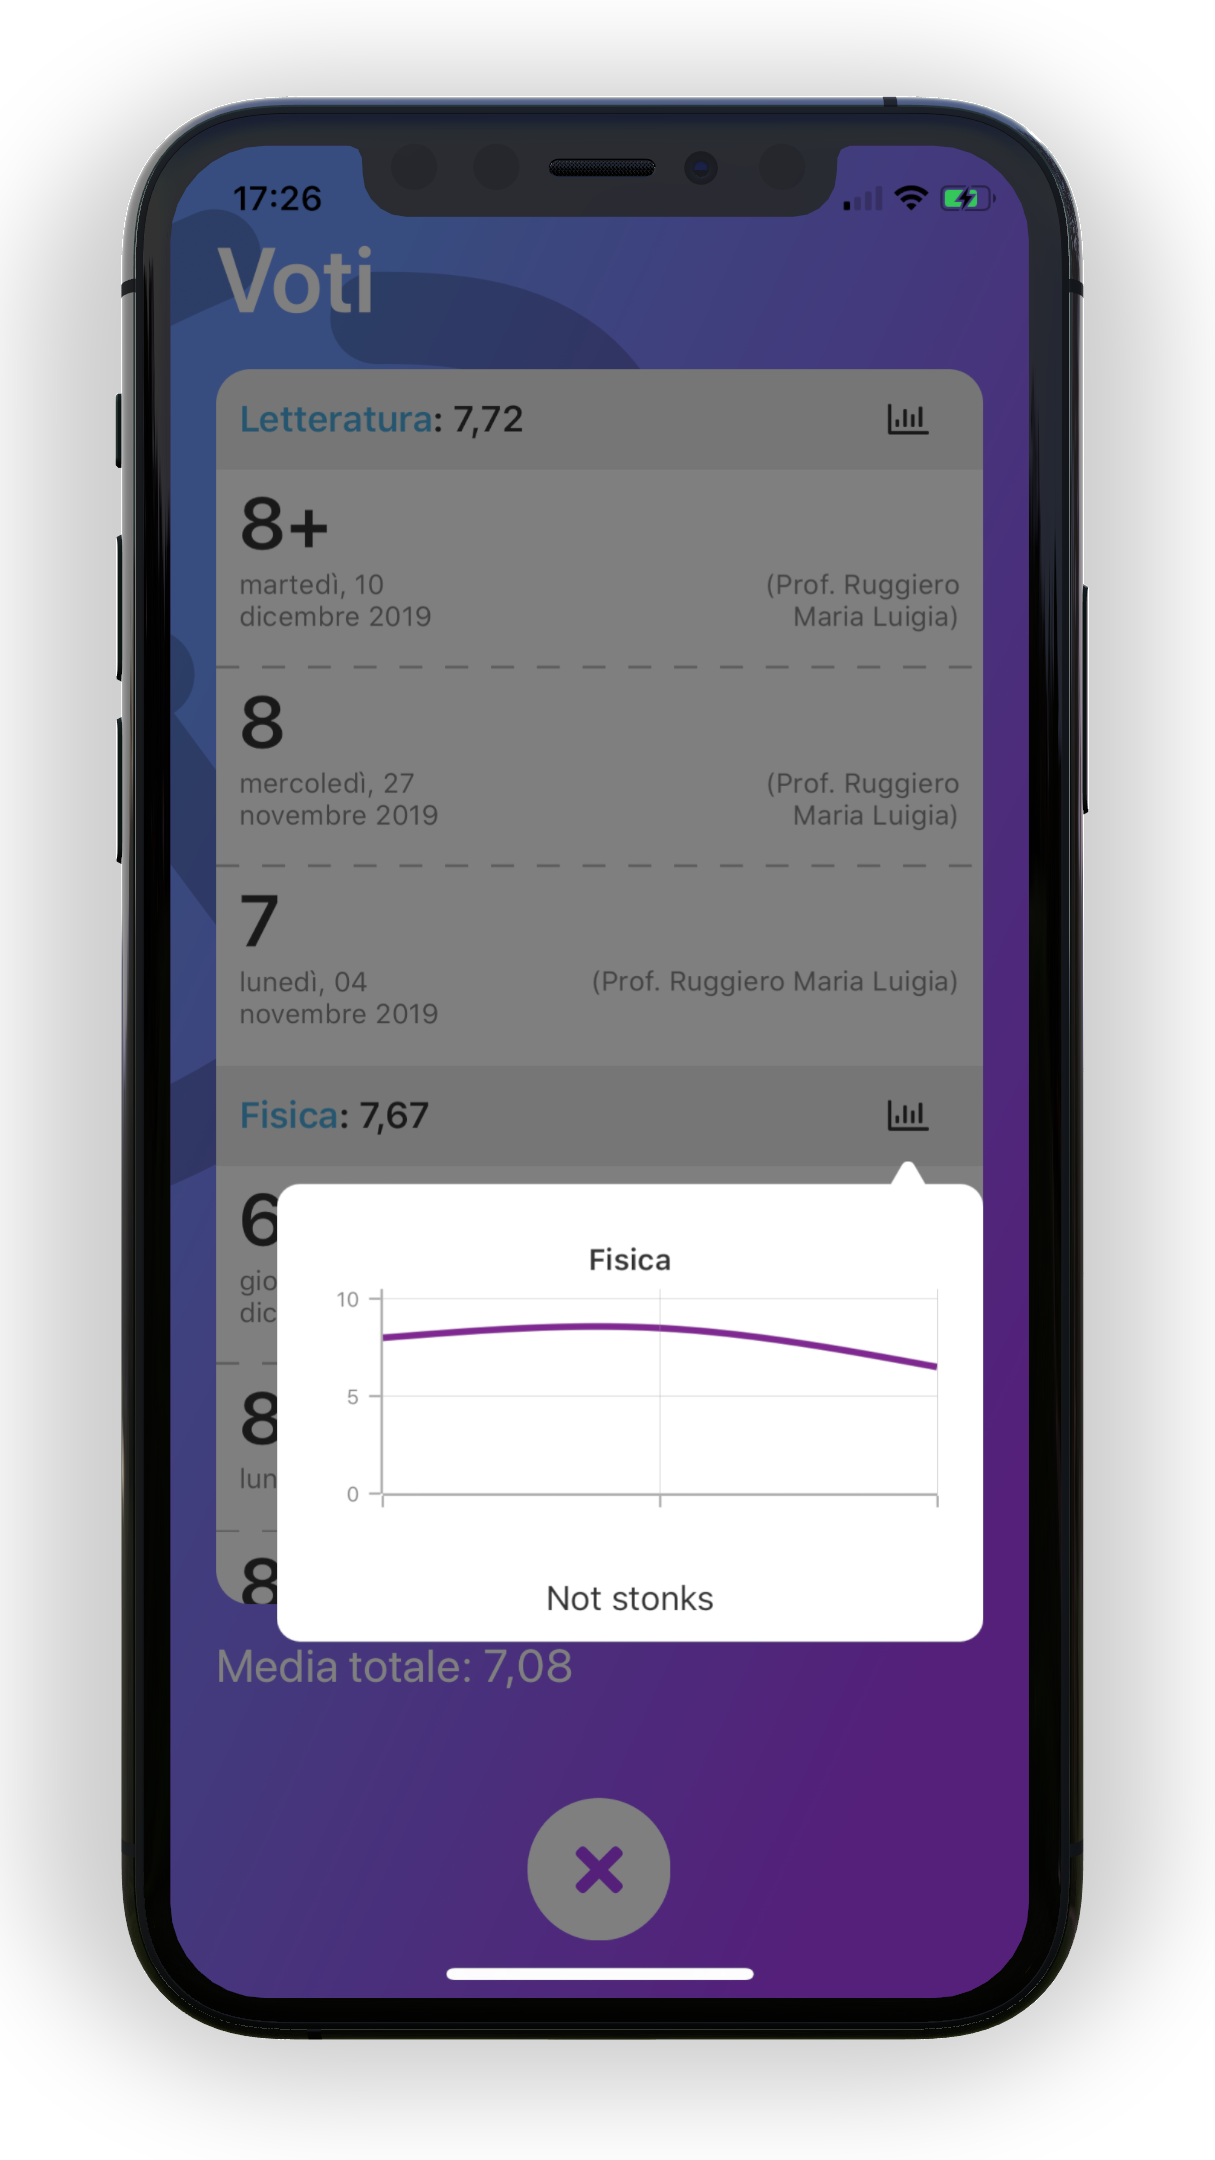 17:26
Voti
Letteratura: 7,72
8+
martedì, 10
dicembre 2019
(Prof. Ruggiero
Maria Luigia)
8
mercoledì, 27
novembre 2019
(Prof. Ruggiero
Maria Luigia)
7
lunedì, 04
novembre 2019
(Prof. Ruggiero Maria Luigia)
Fisica: 7,67
6
gio
dic
8
lun
8
Fisica
10
5
0
Not stonks
Media totale: 7,08